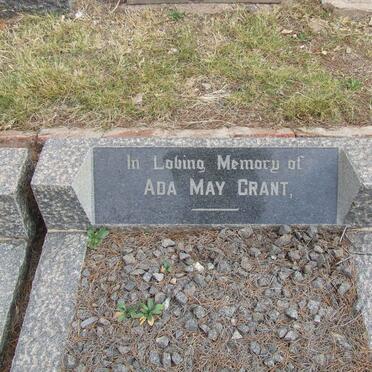 In Loving Memory of
ADA MAY GRANT,